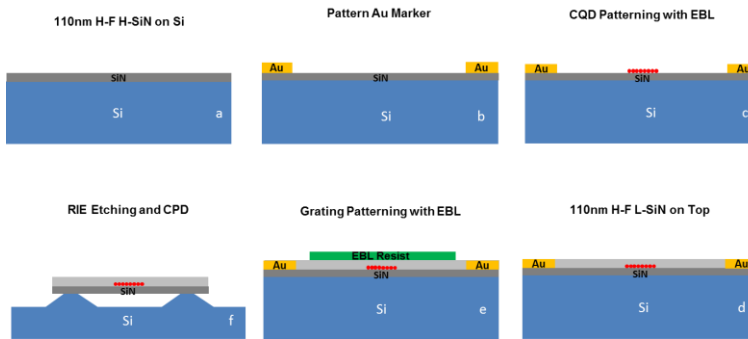 110nm H-F H-SiN on Si
SiN
Si
a
Pattern Au Marker
Au
Au
SiN
Si
b
CQD Patterning with EBL
Au
Au
SiN
Si
c
RIE Etching and CPD
SiN
Si
f
Grating Patterning with EBL
EBL Resist
Au
Au
SiN
Si
e
110nm H-F L-SiN on Top
Au
Au
SiN
Si
d